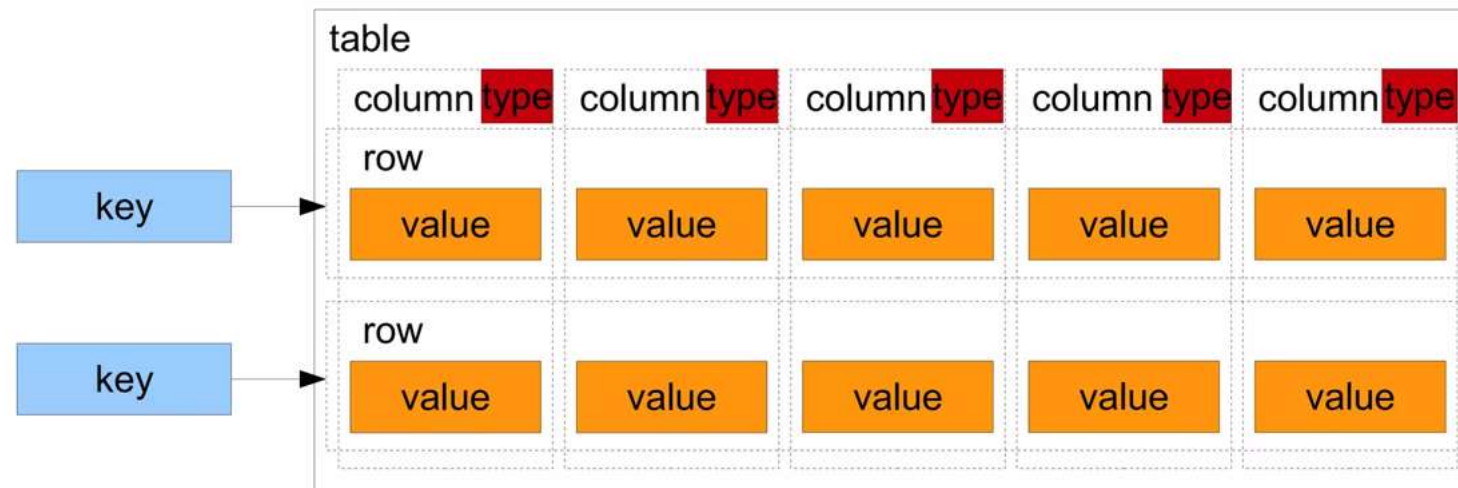 table
column type column type column type column type column type
row
key value value value value value
row
key value value value value value